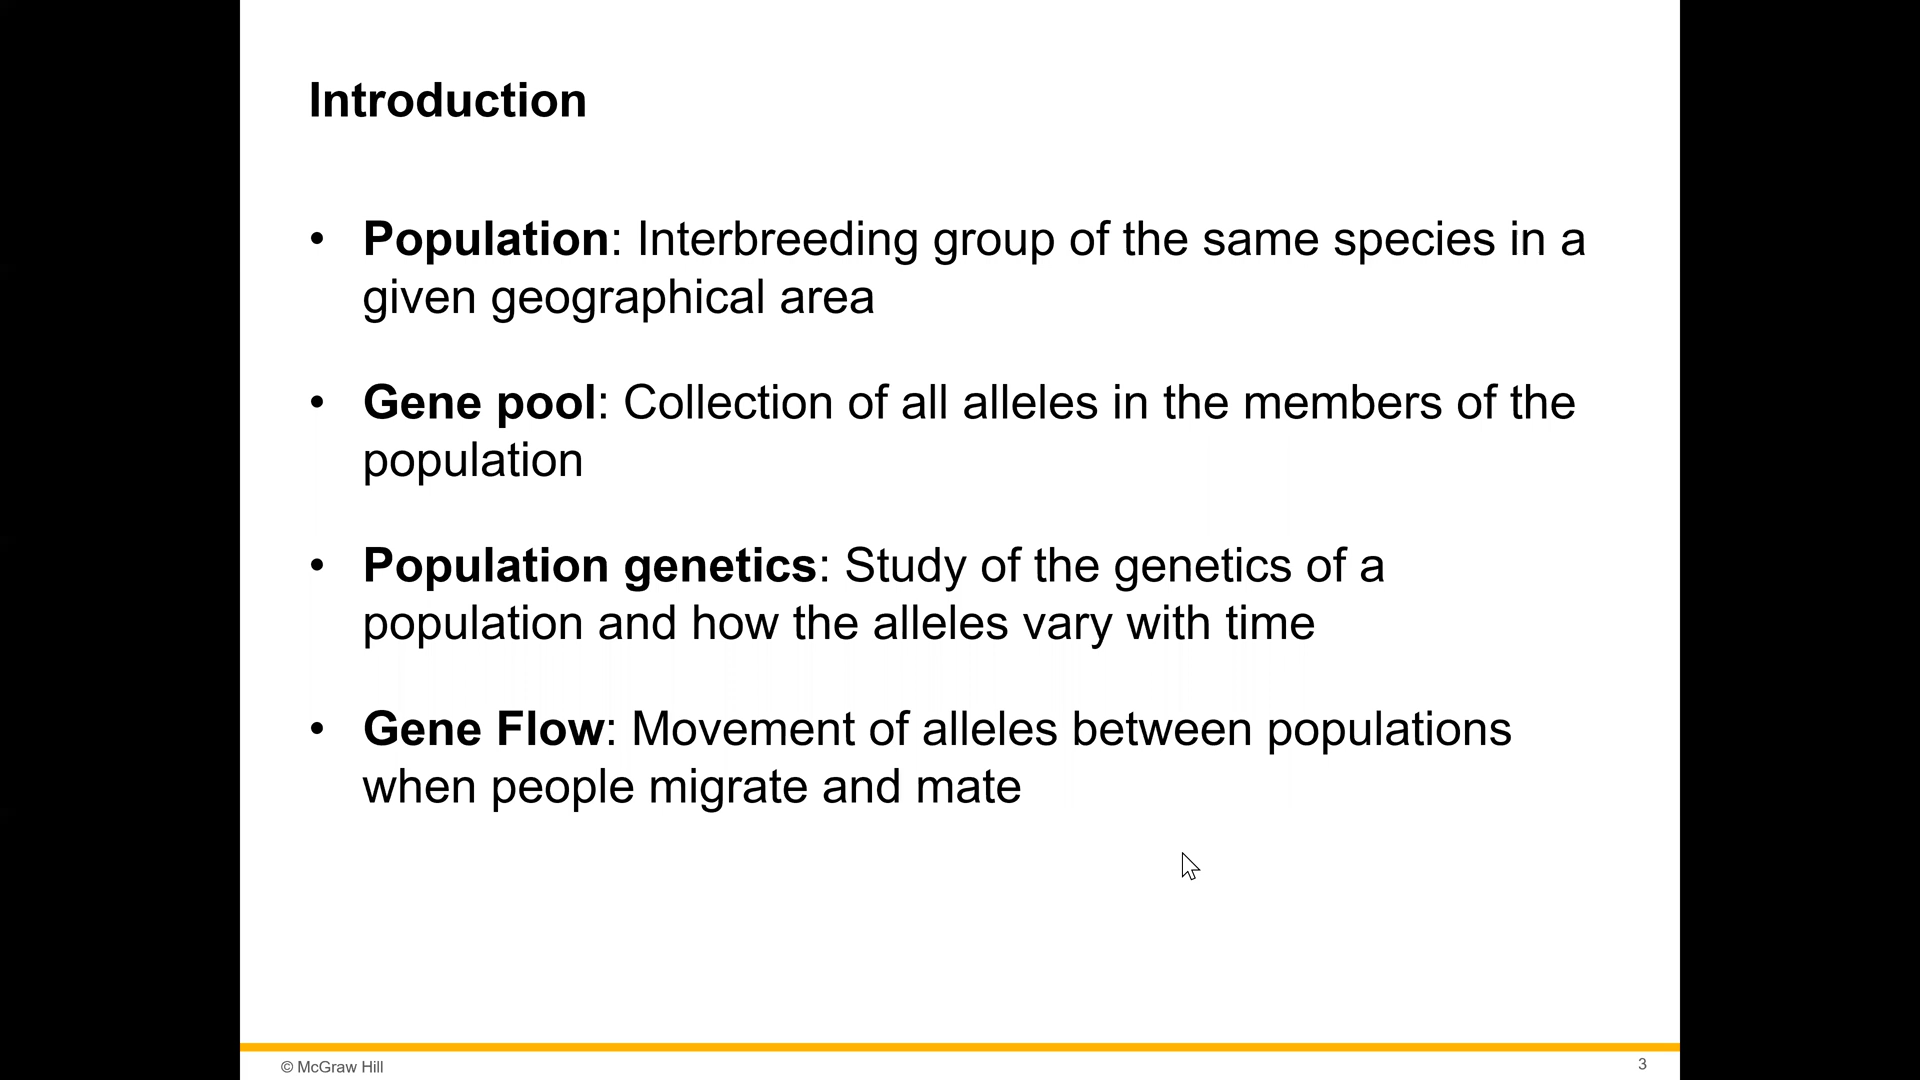 Introduction
• Population: Interbreeding group of the same species in a
given geographical area
• Gene pool: Collection of all alleles in the members of the
population
• Population genetics: Study of the genetics of a
population and how the alleles vary with time
• Gene Flow: Movement of alleles between populations
when people migrate and mate
© McGraw Hill
3